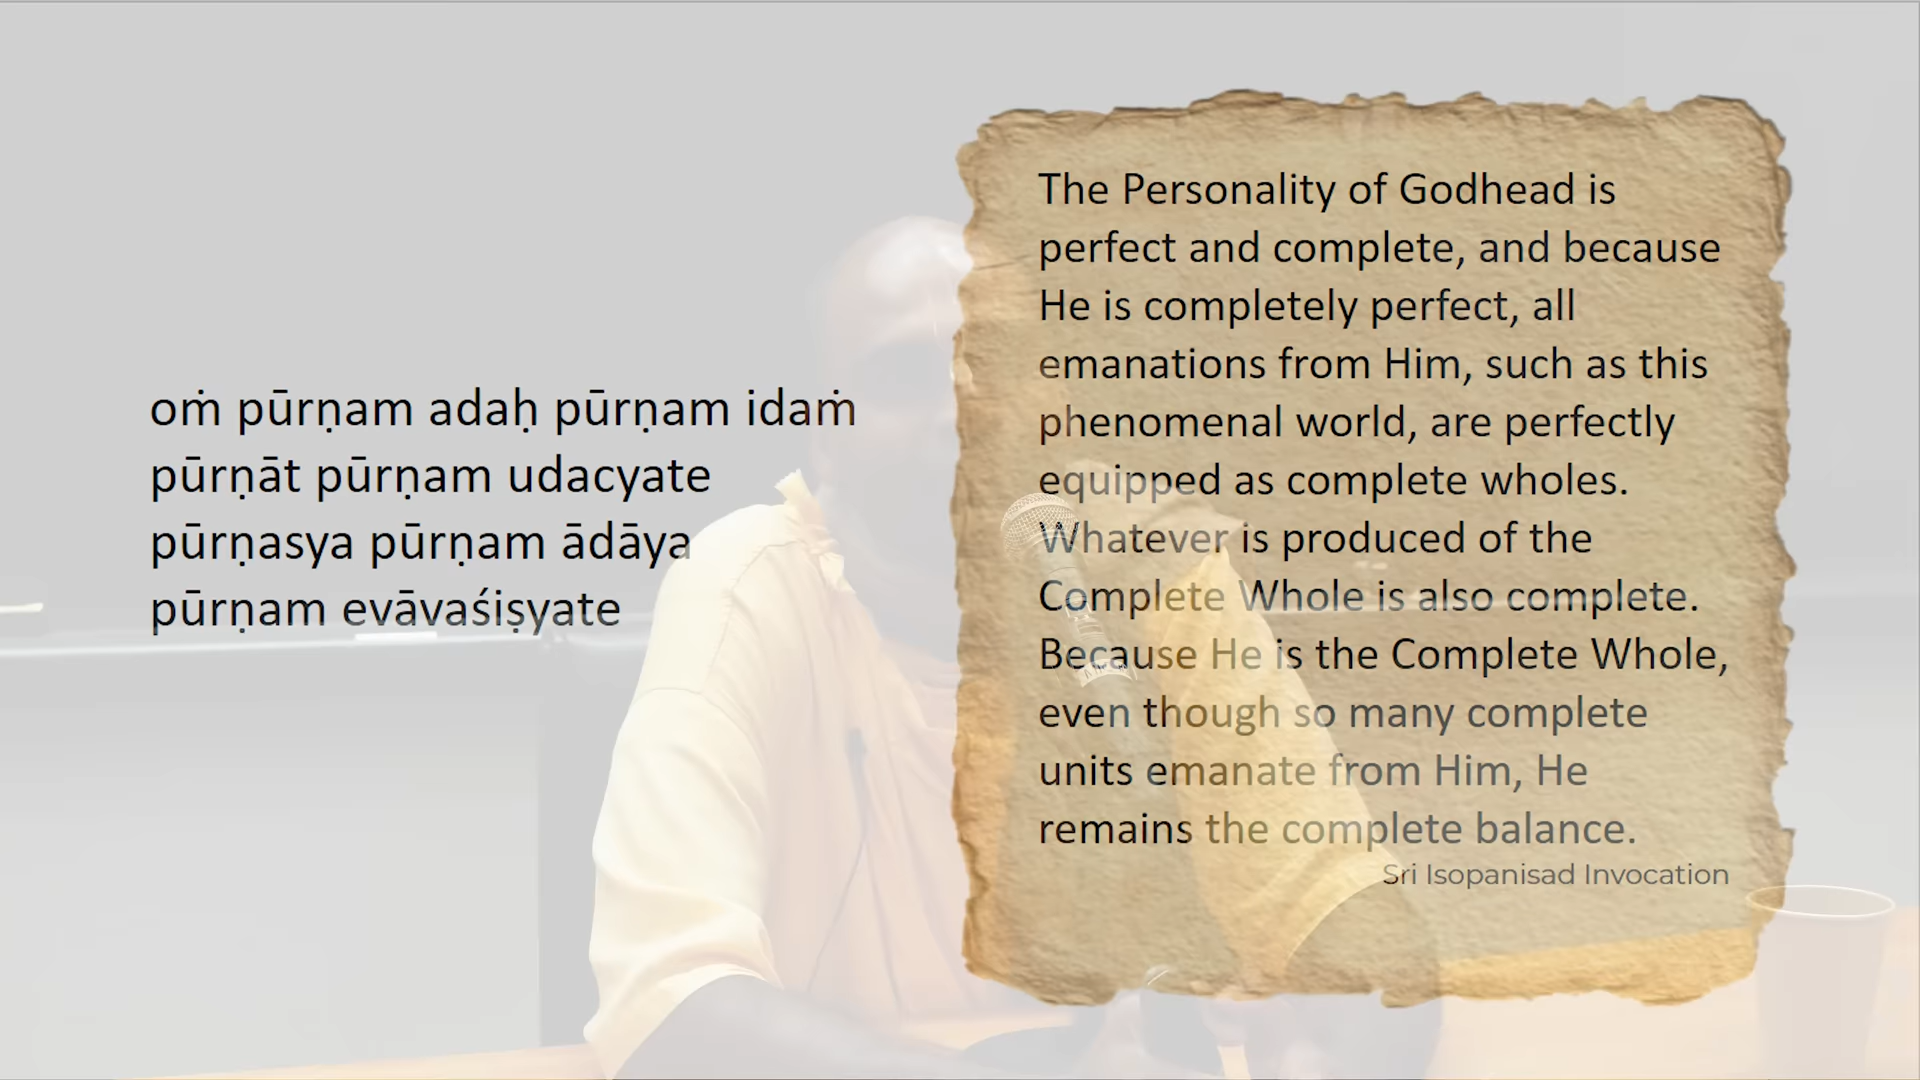 oṁ pūrṇam adaḥ pūrṇam idaṁ
pūrṇāt pūrṇam udacyate
pūrṇasya pūrṇam ādāya
pūrṇam evāvaśiṣyate
The Personality of Godhead is
perfect and complete, and because
He is completely perfect, all
emanations from Him, such as this
phenomenal world, are perfectly
equipped as complete wholes.
Whatever is produced of the
Complete Whole is also complete.
Because He is the Complete Whole,
even though so many complete
units emanate from Him, He
remains the complete balance.
Sri Isopanisad Invocation